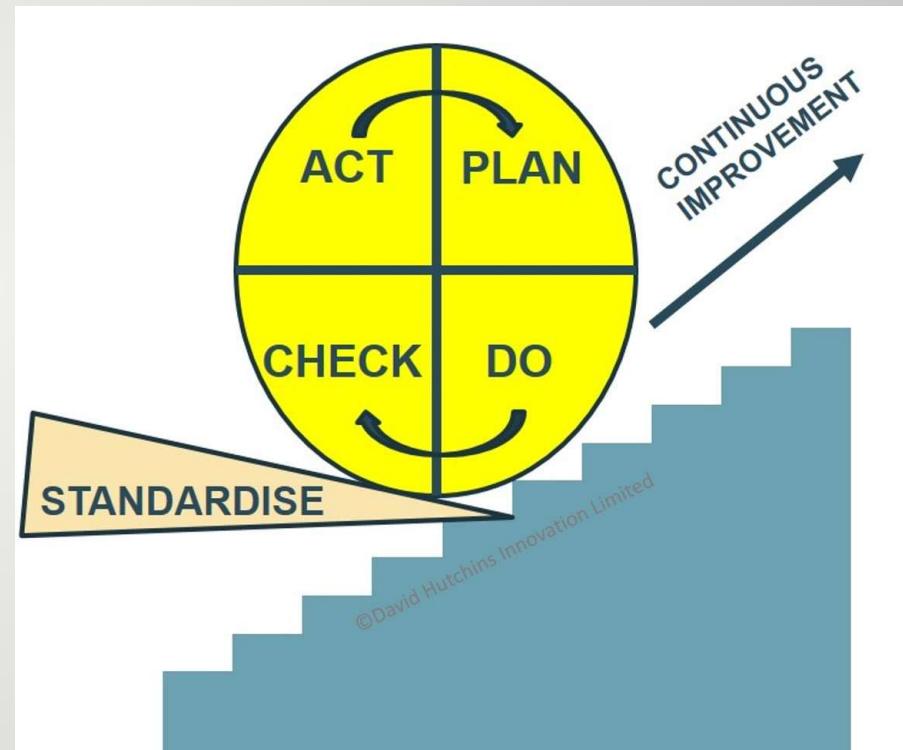 ACT
PLAN
CHECK
DO
STANDARDISE
CONTINUOUS
IMPROVEMENT
©David Hutchins Innovation Limited